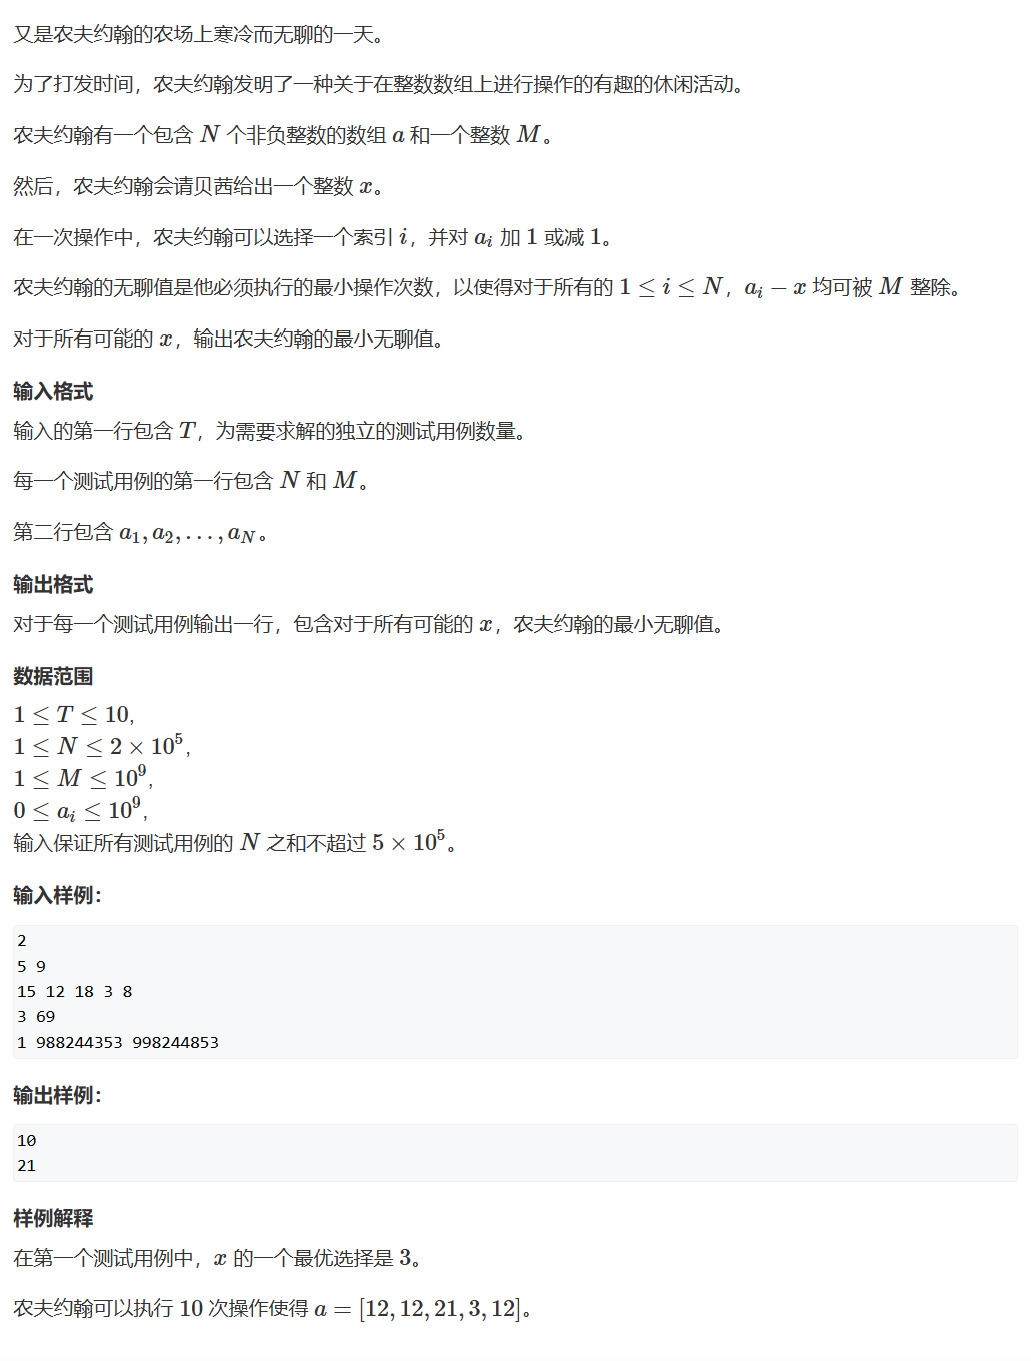 又是农夫约翰的农场上寒冷而无聊的一天。
为了打发时间，农夫约翰发明了一种关于在整数数组上进行操作的有趣的休闲活动。
农夫约翰有一个包含 N 个非负整数的数组 a 和一个整数 M。
然后，农夫约翰会请贝茜给出一个整数 x。
在一次操作中，农夫约翰可以选择一个索引 i，并对 a_i 加 1 或减 1。
农夫约翰的无聊值是他必须执行的最小操作次数，以使得对于所有的 1 ≤ i ≤ N，a_i − x 均可被 M 整除。
对于所有可能的 x，输出农夫约翰的最小无聊值。
输入格式
输入的第一行包含 T，为需要求解的独立的测试用例数量。
每一个测试用例的第一行包含 N 和 M。
第二行包含 a_1, a_2, …, a_N。
输出格式
对于每一个测试用例输出一行，包含对于所有可能的 x，农夫约翰的最小无聊值。
数据范围
1 ≤ T ≤ 10,
1 ≤ N ≤ 2 × 10^5,
1 ≤ M ≤ 10^9,
0 ≤ a_i ≤ 10^9,
输入保证所有测试用例的 N 之和不超过 5 × 10^5。
输入样例：
2
5 9
15 12 18 3 8
3 69
1 988244353 998244853
输出样例：
10
21
样例解释
在第一个测试用例中，x 的一个最优选择是 3。
农夫约翰可以执行 10 次操作使得 a = [12, 12, 21, 3, 12]。